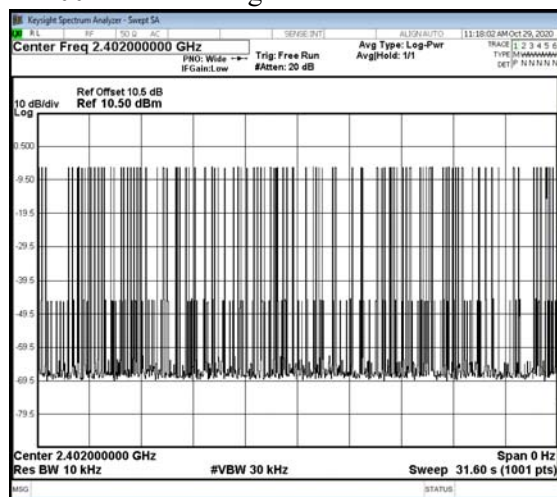 Keysight Spectrum Analyzer - Swept SA
RL RF 50 Ω AC SENSE:INT ALIGN AUTO 11:18:02 AM Oct 29, 2020
Center Freq 2.402000000 GHz
PNO: Wide
IFGain:Low
Trig: Free Run
#Atten: 20 dB
Avg Type: Log-Pwr
Avg|Hold: 1/1
TRACE 1 2 3 4 5 6
TYPE
DET P N N N N N
Ref Offset 10.5 dB
10 dB/div Ref 10.50 dBm
Log
0.500
-9.50
-19.5
-29.5
-39.5
-49.5
-59.5
-69.5
-79.5
Center 2.402000000 GHz Span 0 Hz
Res BW 10 kHz #VBW 30 kHz Sweep 31.60 s (1001 pts)
MSG STATUS